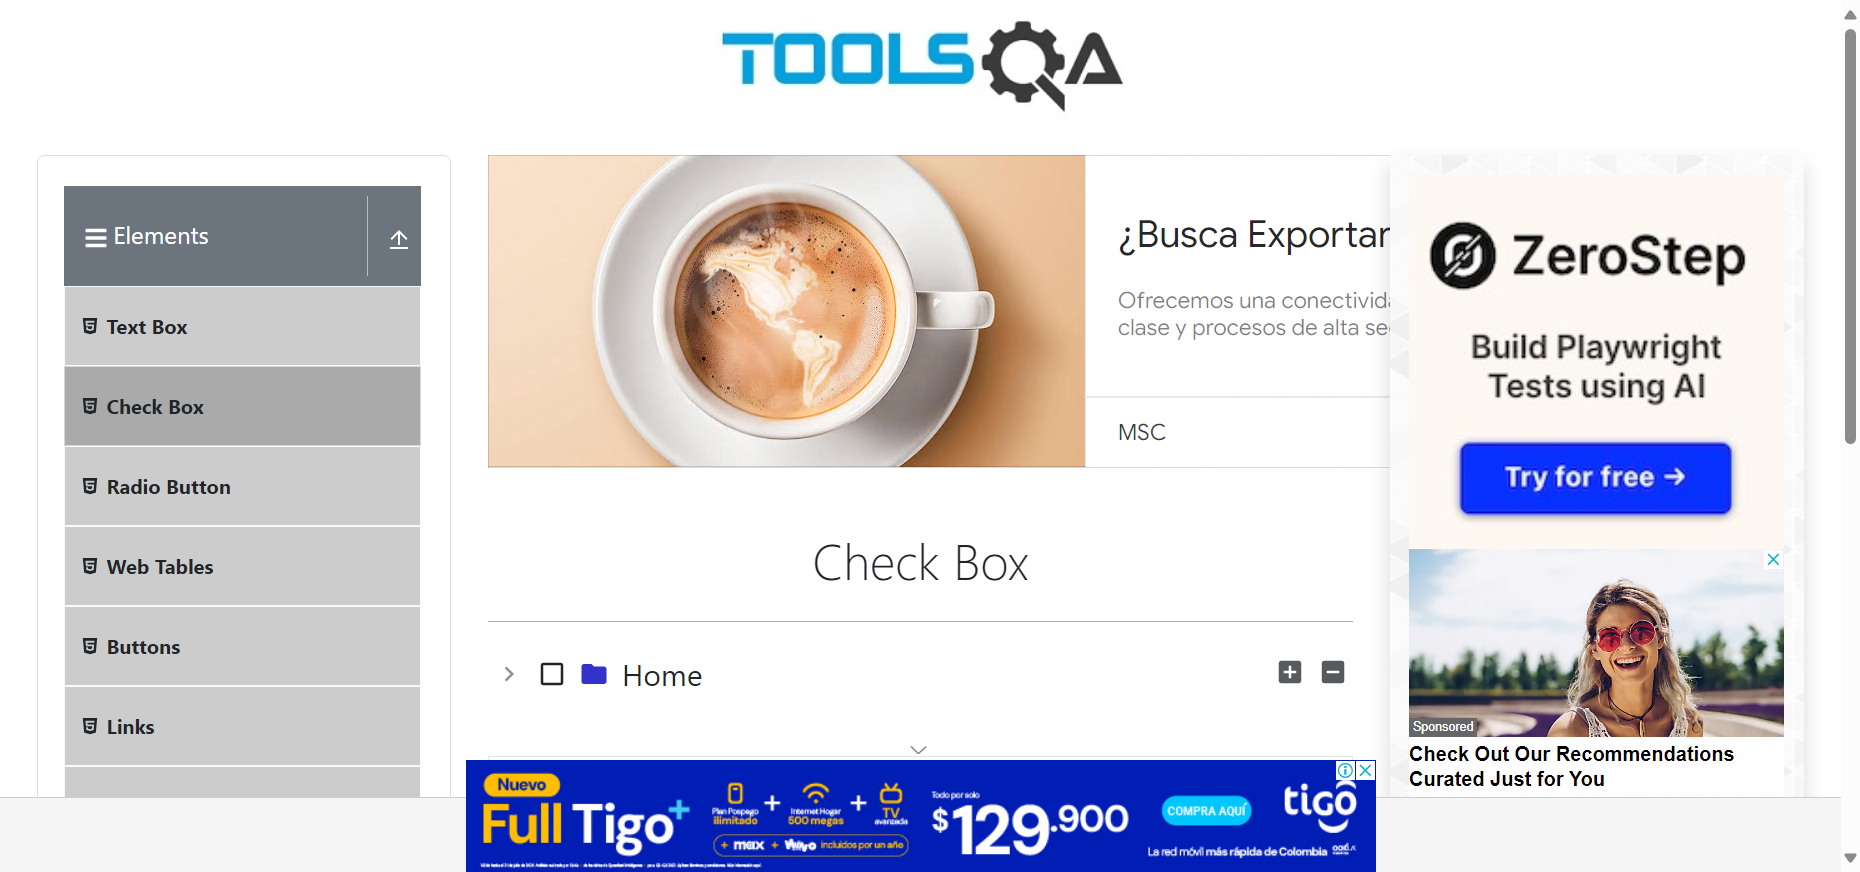 TOOLSQA
Elements
Text Box
Check Box
Radio Button
Web Tables
Buttons
Links
¿Busca Exportar
Ofrecemos una conectivida
clase y procesos de alta se
MSC
ZeroStep
Build Playwright
Tests using AI
Try for free →
Check Box
Home
Sponsored
Check Out Our Recommendations
Curated Just for You
Nuevo
Full Tigo+
Plan Pospago
ilimitado
+
Internet Hogar
500 megas
+
TV
avanzada
+ max + Vivvo incluidos por un año
Todo por solo
$129.900
COMPRA AQUÍ
tigo
La red móvil más rápida de Colombia